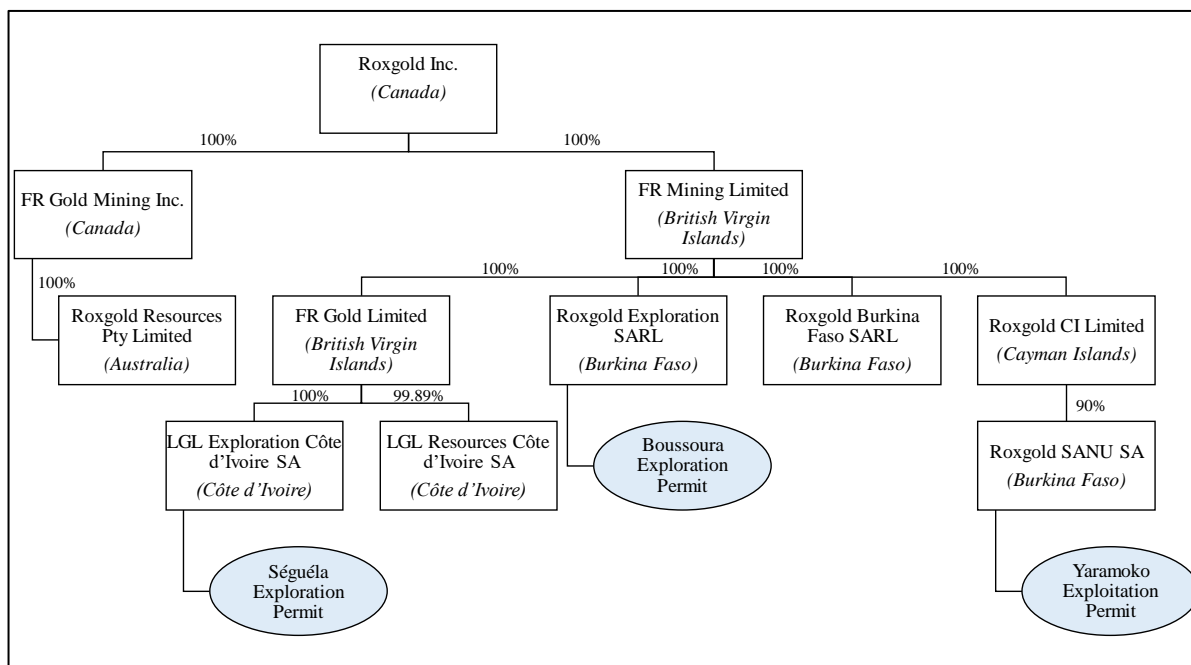 Roxgold Inc.
(Canada)
100%
100%
FR Gold Mining Inc.
(Canada)
FR Mining Limited
(British Virgin
Islands)
100%
100%
100%
100%
100%
Roxgold Resources
Pty Limited
(Australia)
FR Gold Limited
(British Virgin
Islands)
Roxgold Exploration
SARL
(Burkina Faso)
Roxgold Burkina
Faso SARL
(Burkina Faso)
Roxgold CI Limited
(Cayman Islands)
100%
99.89%
90%
LGL Exploration Côte
d’Ivoire SA
(Côte d’Ivoire)
LGL Resources Côte
d’Ivoire SA
(Côte d’Ivoire)
Boussoura
Exploration
Permit
Roxgold SANU SA
(Burkina Faso)
Séguéla
Exploration
Permit
Yaramoko
Exploitation
Permit